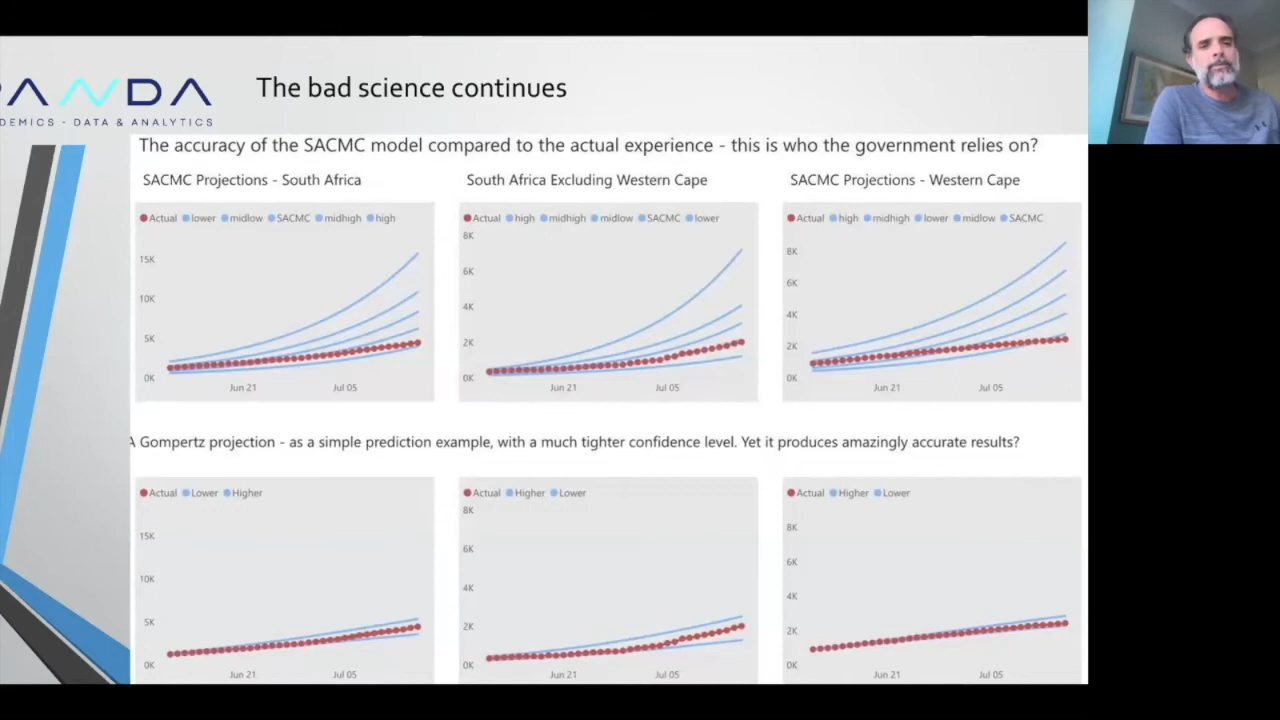 PANDA
DEMICS - DATA & ANALYTICS
The bad science continues
The accuracy of the SACMC model compared to the actual experience - this is who the government relies on?
SACMC Projections - South Africa
South Africa Excluding Western Cape
SACMC Projections - Western Cape
Actual lower midlow SACMC midhigh high
15K
10K
5K
0K
Jun 21
Jul 05
Actual high midhigh midlow SACMC lower
8K
6K
4K
2K
0K
Jun 21
Jul 05
Actual high midhigh lower midlow SACMC
8K
6K
4K
2K
0K
Jun 21
Jul 05
A Gompertz projection - as a simple prediction example, with a much tighter confidence level. Yet it produces amazingly accurate results?
Actual Lower Higher
15K
10K
5K
0K
Jun 21
Jul 05
Actual Higher Lower
8K
6K
4K
2K
0K
Jun 21
Jul 05
Actual Higher Lower
8K
6K
4K
2K
0K
Jun 21
Jul 05